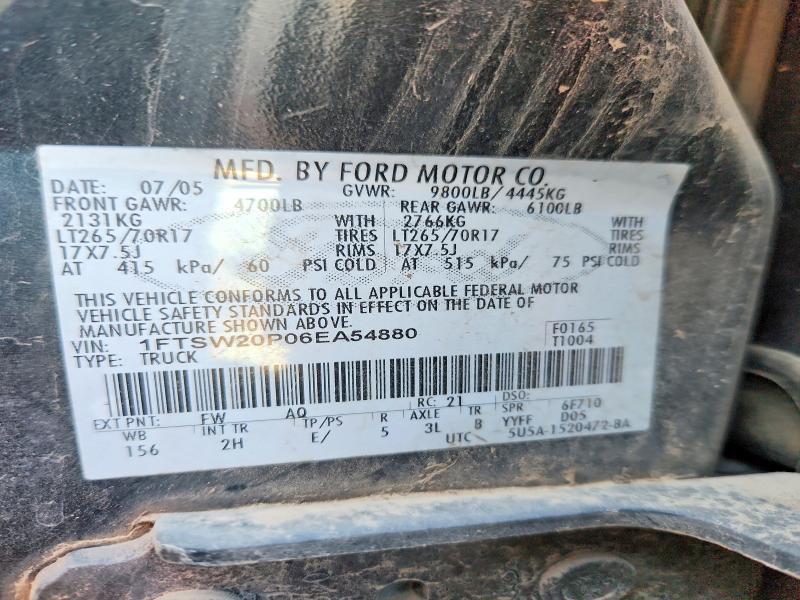 MFD. BY FORD MOTOR CO.
DATE: 07/05 GVWR: 9800LB/ 4445KG
FRONT GAWR: 4700LB REAR GAWR: 6100LB
2131KG WITH 2766KG WITH
LT265/70R17 TIRES LT265/70R17 TIRES
17X7.5J RIMS 17X7.5J RIMS
AT 415 kPa/ 60 PSI COLD AT 515 kPa/ 75 PSI COLD
THIS VEHICLE CONFORMS TO ALL APPLICABLE FEDERAL MOTOR
VEHICLE SAFETY STANDARDS IN EFFECT ON THE DATE OF
MANUFACTURE SHOWN ABOVE.
VIN: 1FTSW20P06EA54880 F0165
TYPE: TRUCK T1004
EXT PNT: FW AQ RC: 21 DSO:
WB INT TR TP/PS R AXLE TR SPR 6F710
156 2H E/ 5 3L B YYFF DOS
UTC 5U5A-1520472-BA